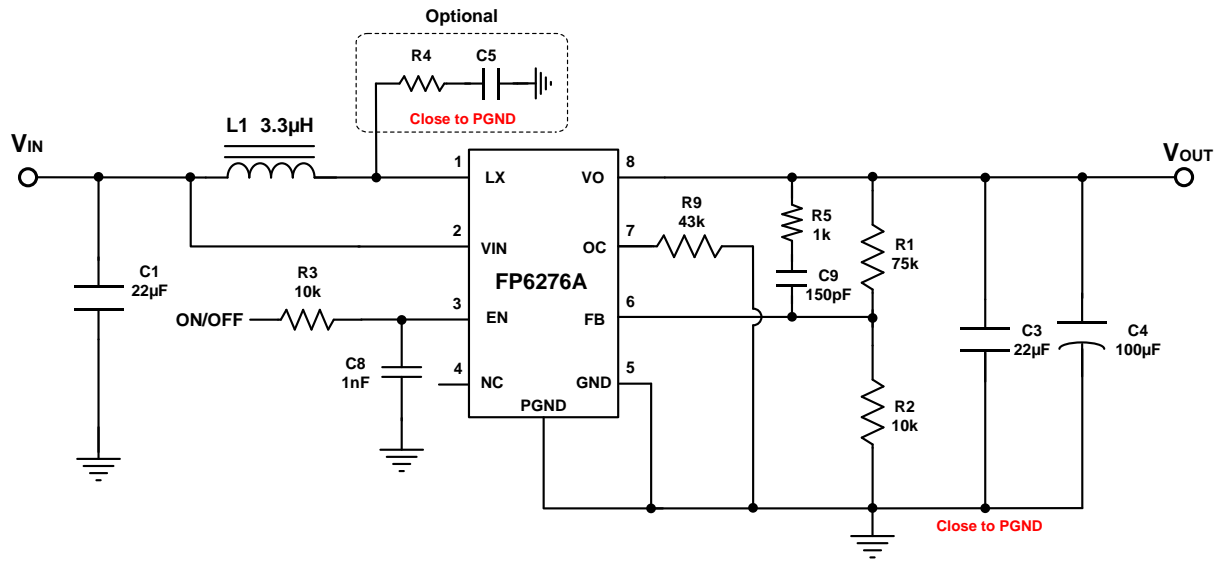 Optional
R4
C5
Close to PGND
L1 3.3µH
VIN
VOUT
1
LX
VO
8
R9
43k
R5
1k
R1
75k
2
VIN
OC
7
FP6276A
C1
22µF
R3
10k
C9
150pF
ON/OFF
3
EN
FB
6
C8
1nF
4
NC
GND
5
PGND
R2
10k
C3
22µF
C4
100µF
Close to PGND